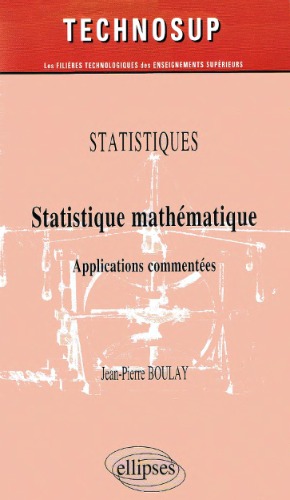 TECHNOSUP
Les FILIÈRES TECHNOLOGIQUES des ENSEIGNEMENTS SUPÉRIEURS
STATISTIQUES
Statistique mathématique
Applications commentées
Jean-Pierre BOULAY
ellipses